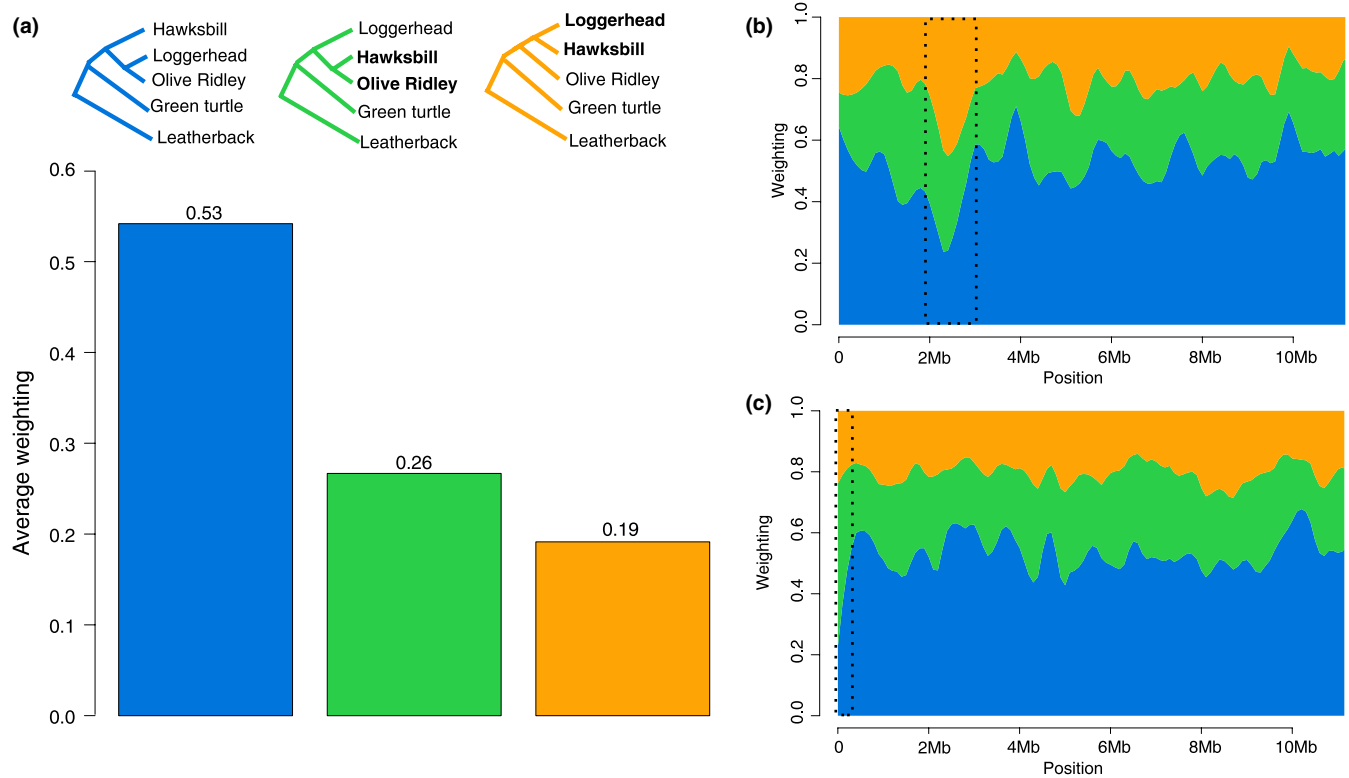 (a)
Hawksbill
Loggerhead
Olive Ridley
Green turtle
Leatherback
Loggerhead
Hawksbill
Olive Ridley
Green turtle
Leatherback
Loggerhead
Hawksbill
Olive Ridley
Green turtle
Leatherback
Average weighting
0.6
0.5
0.4
0.3
0.2
0.1
0.0
0.53
0.26
0.19
(b)
Weighting
1.0
0.8
0.6
0.4
0.2
0.0
0 2Mb 4Mb 6Mb 8Mb 10Mb
Position
(c)
Weighting
1.0
0.8
0.6
0.4
0.2
0.0
0 2Mb 4Mb 6Mb 8Mb 10Mb
Position